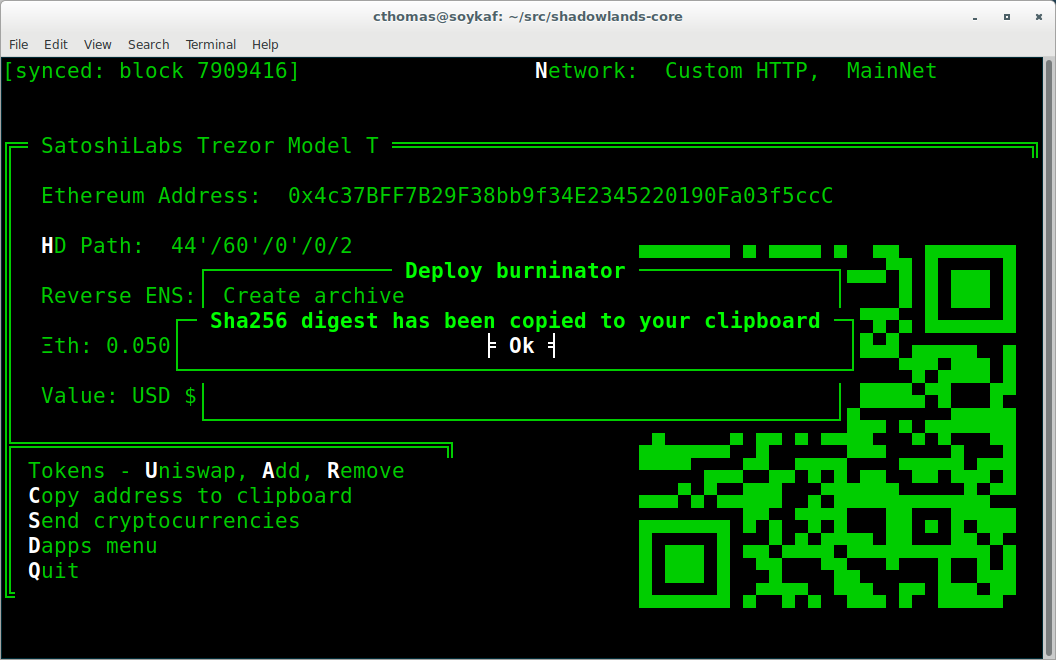 cthomas@soykaf: ~/src/shadowlands-core
File Edit View Search Terminal Help
[synced: block 7909416] Network: Custom HTTP, MainNet
SatoshiLabs Trezor Model T
Ethereum Address: 0x4c37BFF7B29F38bb9f34E2345220190Fa03f5ccC
HD Path: 44'/60'/0'/0/2
Deploy burninator
Reverse ENS: Create archive
Sha256 digest has been copied to your clipboard
Ξth: 0.050 Ok
Value: USD $
Tokens - Uniswap, Add, Remove
Copy address to clipboard
Send cryptocurrencies
Dapps menu
Quit